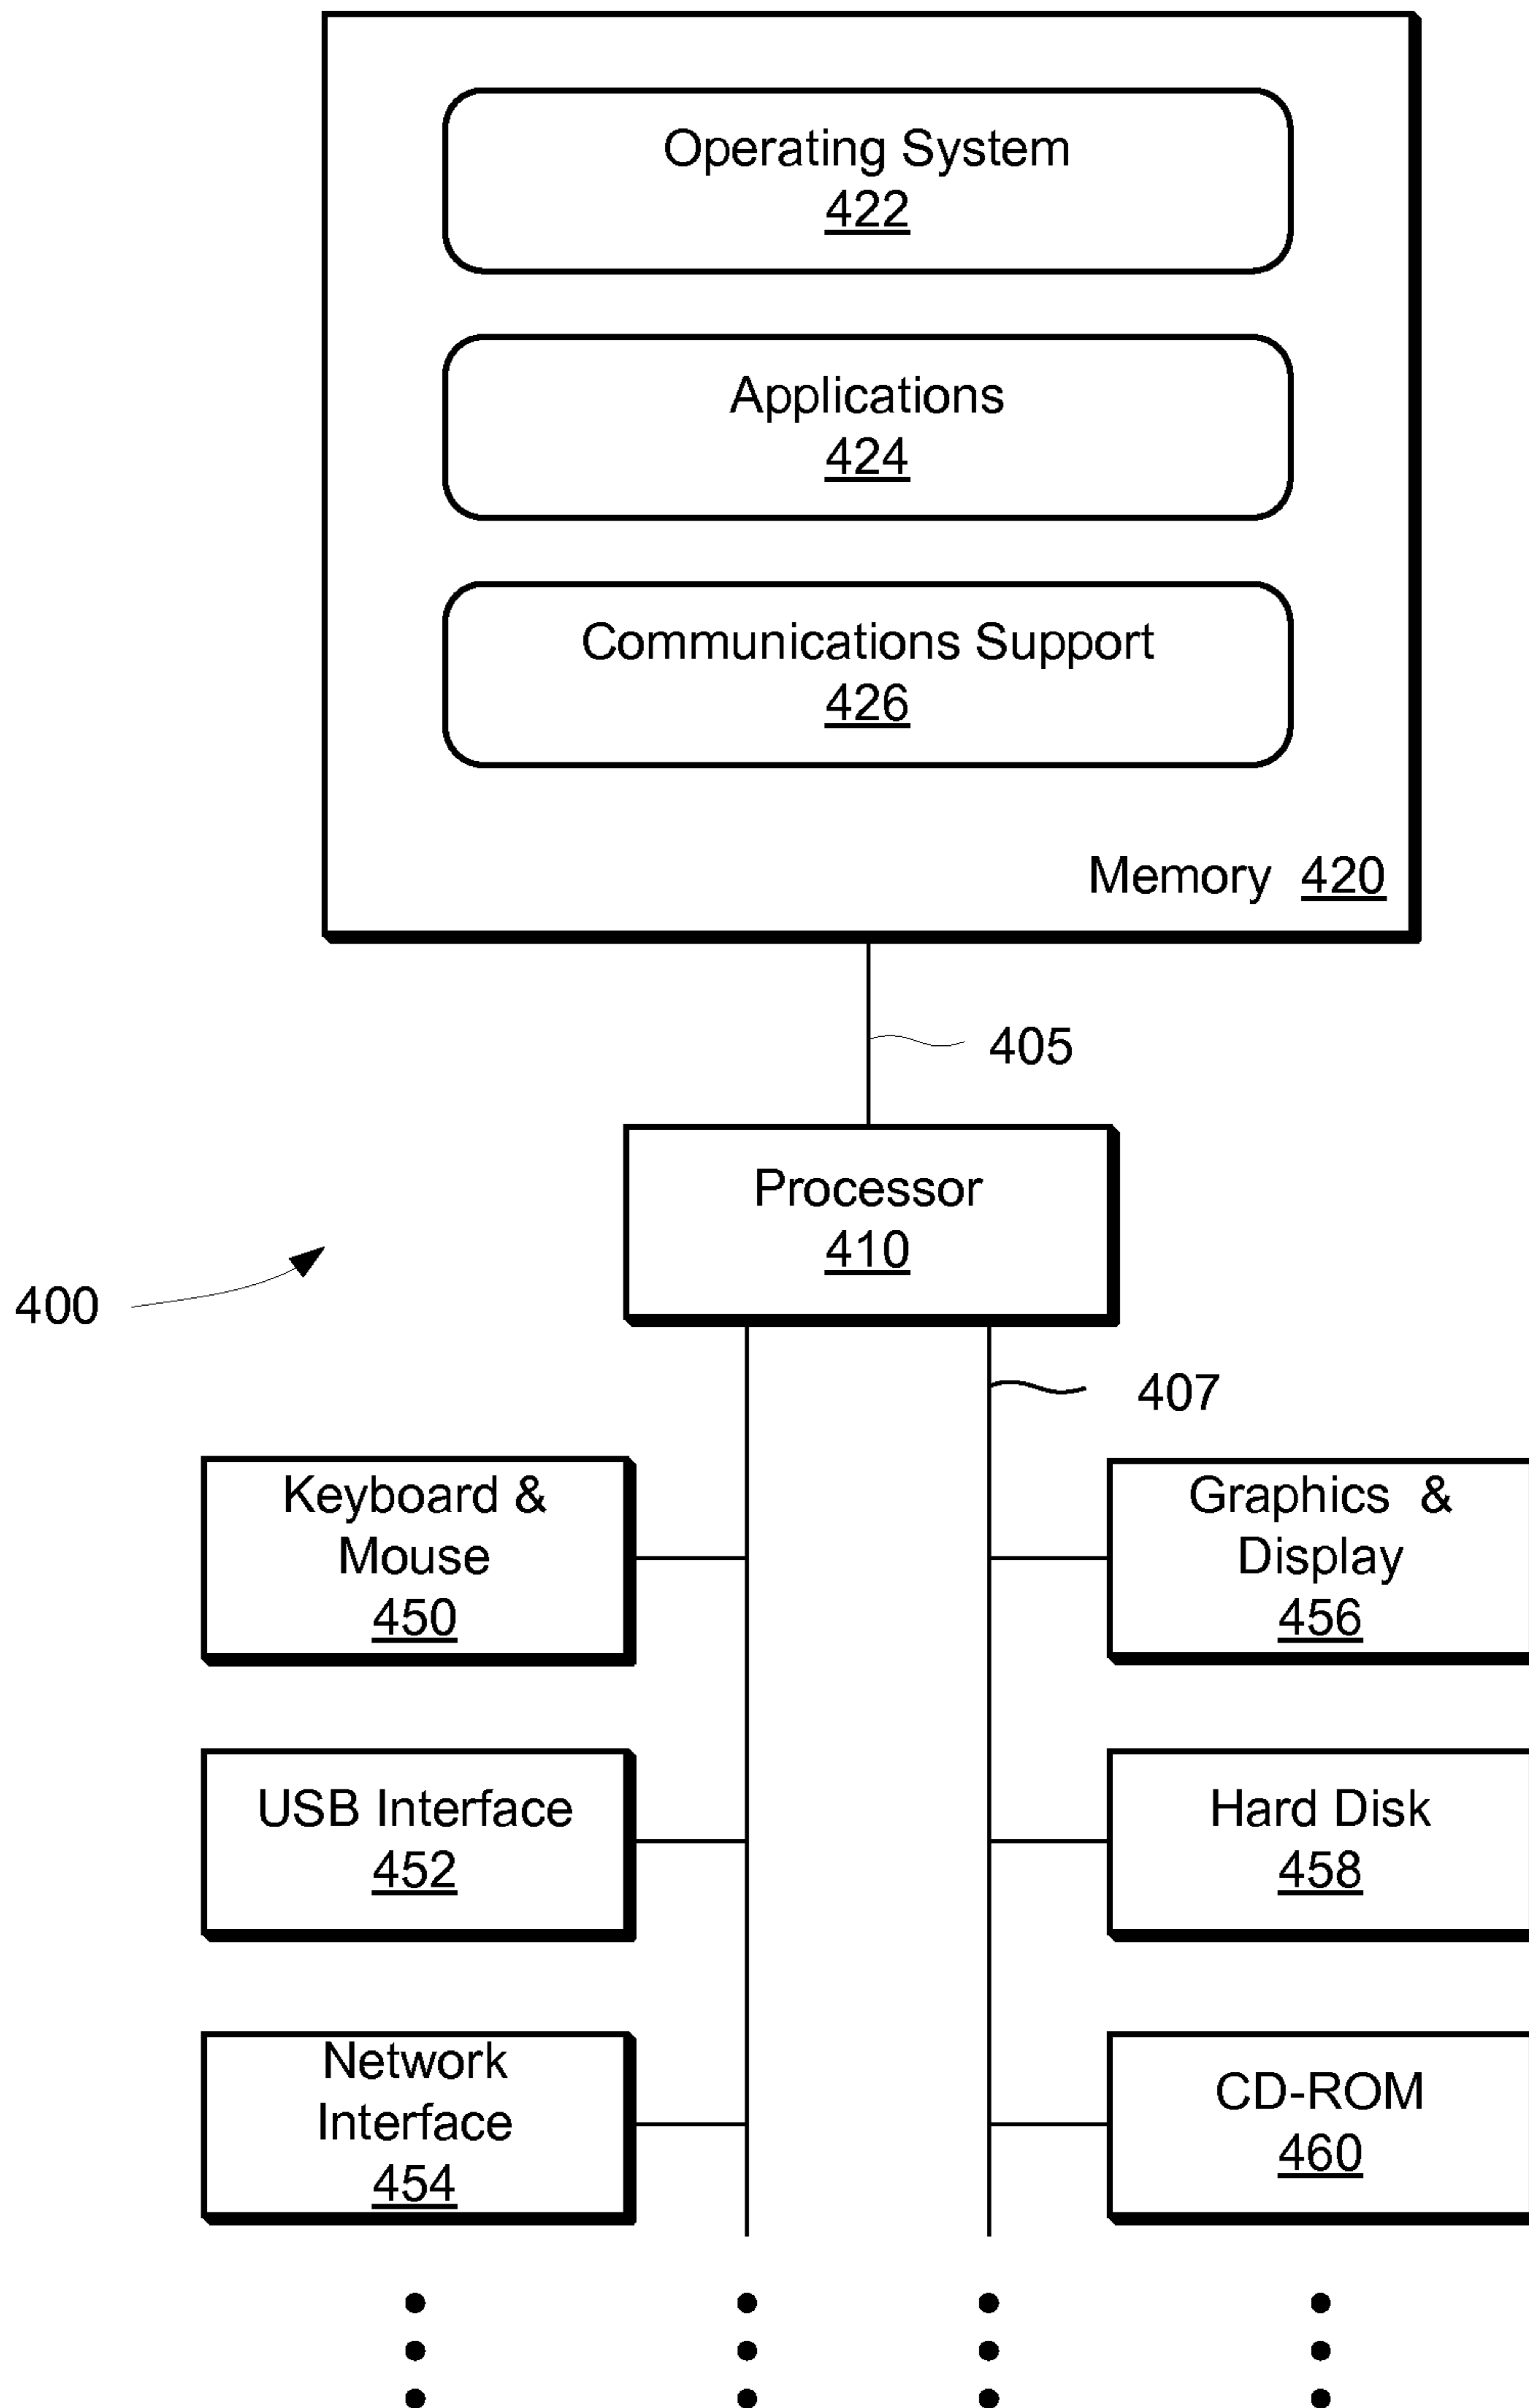 Operating System
422
Applications
424
Communications Support
426
Memory 420
405
Processor
410
400
407
Keyboard &
Mouse
450
Graphics &
Display
456
USB Interface
452
Hard Disk
458
Network
Interface
454
CD-ROM
460